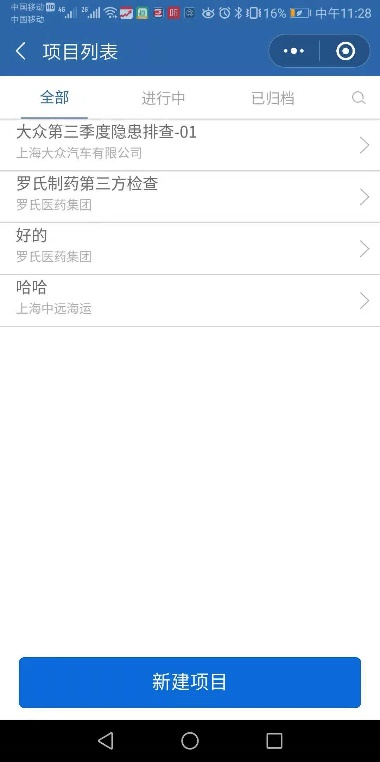 中国移动 HD 4G 2G 16% 中午11:28
中国移动
项目列表
全部 进行中 已归档
大众第三季度隐患排查-01
上海大众汽车有限公司
罗氏制药第三方检查
罗氏医药集团
好的
罗氏医药集团
哈哈
上海中远海运
新建项目